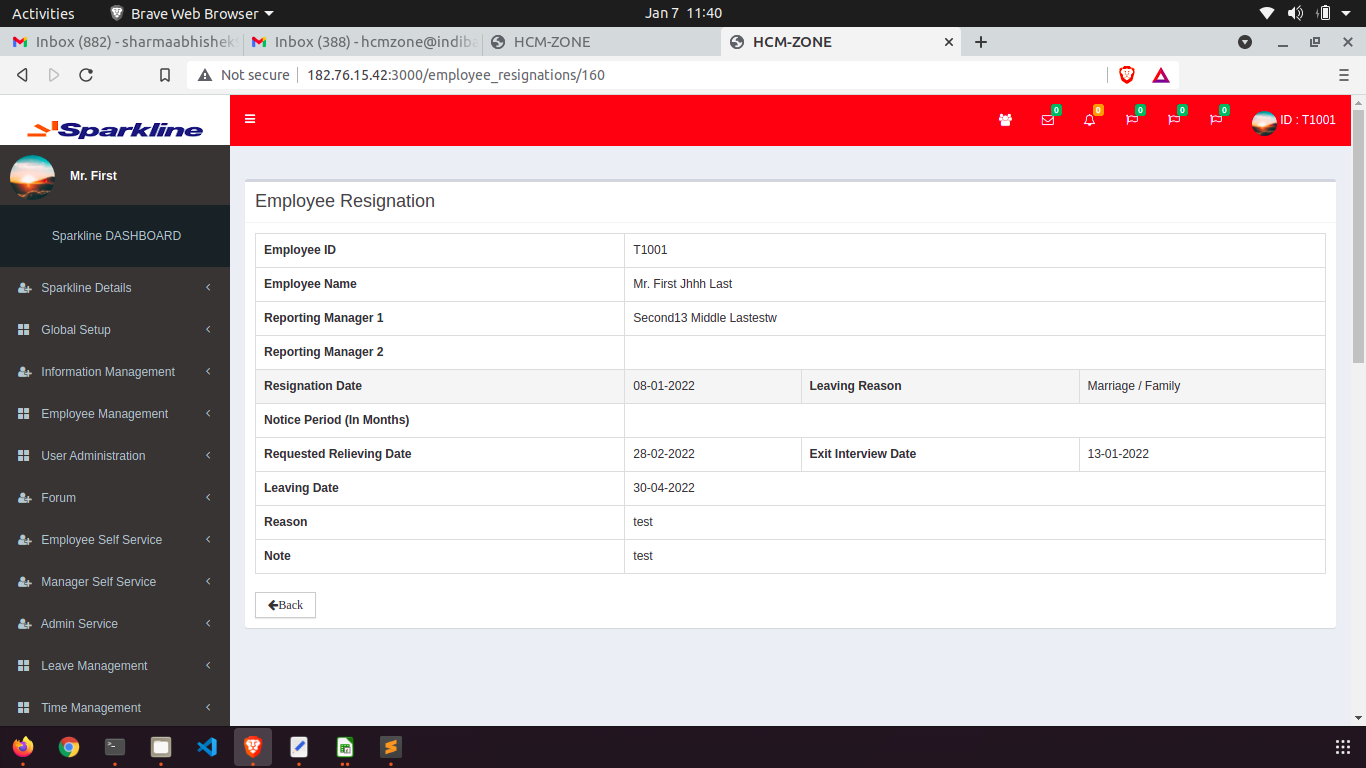 Activities Brave Web Browser Jan 7 11:40
Inbox (882) - sharmaabhishek Inbox (388) - hcmzone@indiba HCM-ZONE HCM-ZONE
Not secure 182.76.15.42:3000/employee_resignations/160
Sparkline
0 0 0 0 0 ID : T1001
Mr. First
Sparkline DASHBOARD
Sparkline Details
Global Setup
Information Management
Employee Management
User Administration
Forum
Employee Self Service
Manager Self Service
Admin Service
Leave Management
Time Management
Employee Resignation
Employee ID T1001
Employee Name Mr. First Jhhh Last
Reporting Manager 1 Second13 Middle Lastestw
Reporting Manager 2
Resignation Date 08-01-2022 Leaving Reason Marriage / Family
Notice Period (In Months)
Requested Relieving Date 28-02-2022 Exit Interview Date 13-01-2022
Leaving Date 30-04-2022
Reason test
Note test
Back